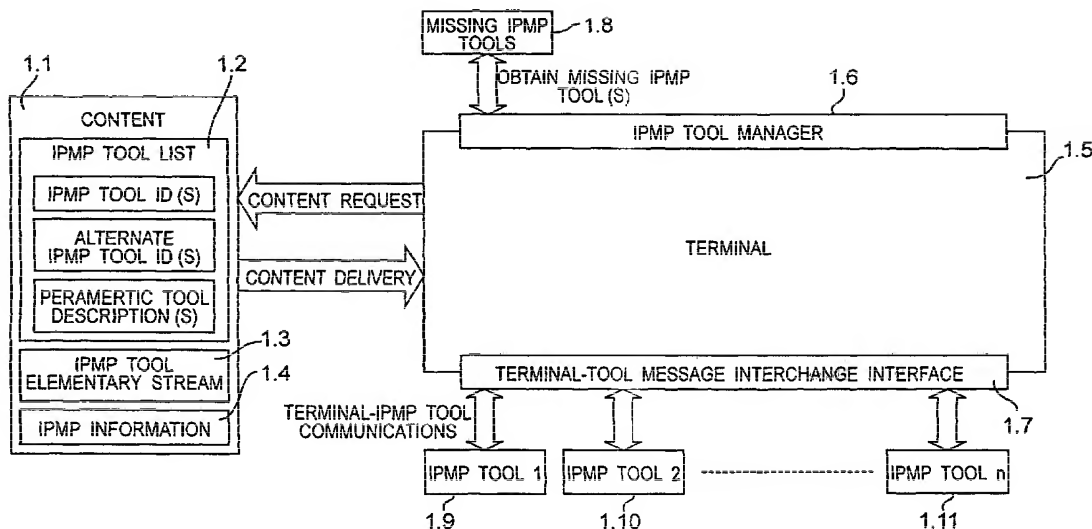 MISSING IPMP
TOOLS
1.8
OBTAIN MISSING IPMP
TOOL(S)
1.1
1.2
CONTENT
IPMP TOOL LIST
IPMP TOOL ID(S)
ALTERNATE
IPMP TOOL ID(S)
PERAMERTIC TOOL
DESCRIPTION(S)
1.3
IPMP TOOL
ELEMENTARY STREAM
1.4
IPMP INFORMATION
CONTENT REQUEST
CONTENT DELIVERY
1.6
IPMP TOOL MANAGER
1.5
TERMINAL
TERMINAL-TOOL MESSAGE INTERCHANGE INTERFACE
1.7
TERMINAL-IPMP TOOL
COMMUNICATIONS
IPMP TOOL 1
IPMP TOOL 2
IPMP TOOL n
1.9
1.10
1.11